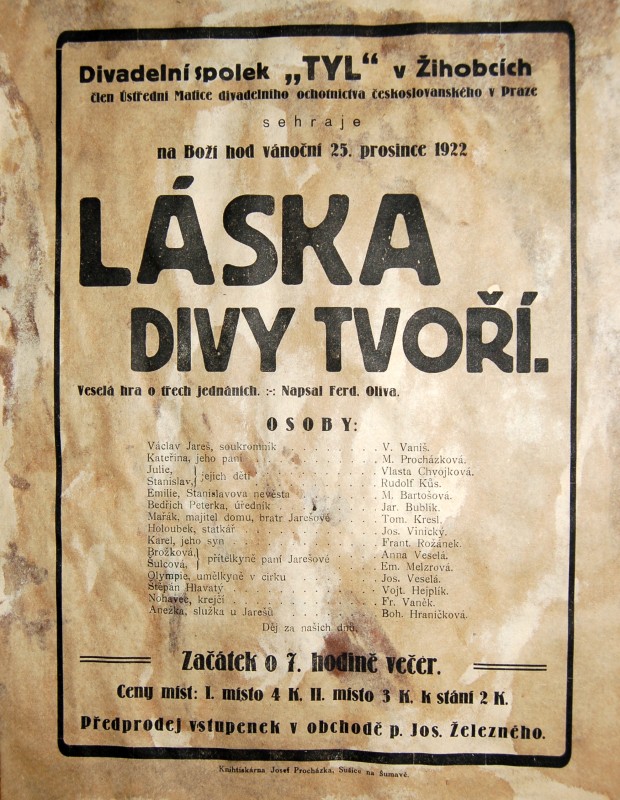 Divadelní spolek „TYL“ v Žihobcích
člen Ústřední Matice divadelního ochotnictva českoslovanského v Praze
sehraje
na Boží hod vánoční 25. prosince 1922
LÁSKA
DIVY TVOŘÍ.
Veselá hra o třech jednáních. :-: Napsal Ferd. Oliva.
OSOBY:
Václav Jareš, soukromník . . . . . . . . V. Vaniš.
Kateřina, jeho paní . . . . . . . . M. Procházková.
Julie, } jejich děti . . . . . . . . Vlasta Chvojková.
Stanislav, } . . . . . . . . Rudolf Kůs.
Emilie, Stanislavova nevěsta . . . . . . . . M. Bartošová.
Bedřich Peterka, úředník . . . . . . . . Jar. Bublík.
Mařák, majitel domu, bratr Jarešové . . . . Tom. Kresl.
Holoubek, statkář . . . . . . . . Jos. Vinický.
Karel, jeho syn . . . . . . . . Frant. Rožánek.
Brožková, } přítelkyně paní Jarešové . . . . Anna Veselá.
Šulcová, } . . . . Em. Melzrová.
Olympie, umělkyně v cirku . . . . . . . . Jos. Veselá.
Štěpán Hlavatý . . . . . . . . Vojt. Hejplík.
Nohavec, krejčí . . . . . . . . Fr. Vaněk.
Anežka, služka u Jarešů . . . . . . . . Boh. Hraničková.
Děj za našich dnů.
Začátek o 7. hodině večer.
Ceny míst: I. místo 4 K. II. místo 3 K. k stání 2 K.
Předprodej vstupenek v obchodě p. Jos. Železného.
Knihtiskárna Josef Procházka, Sušice na Šumavě.